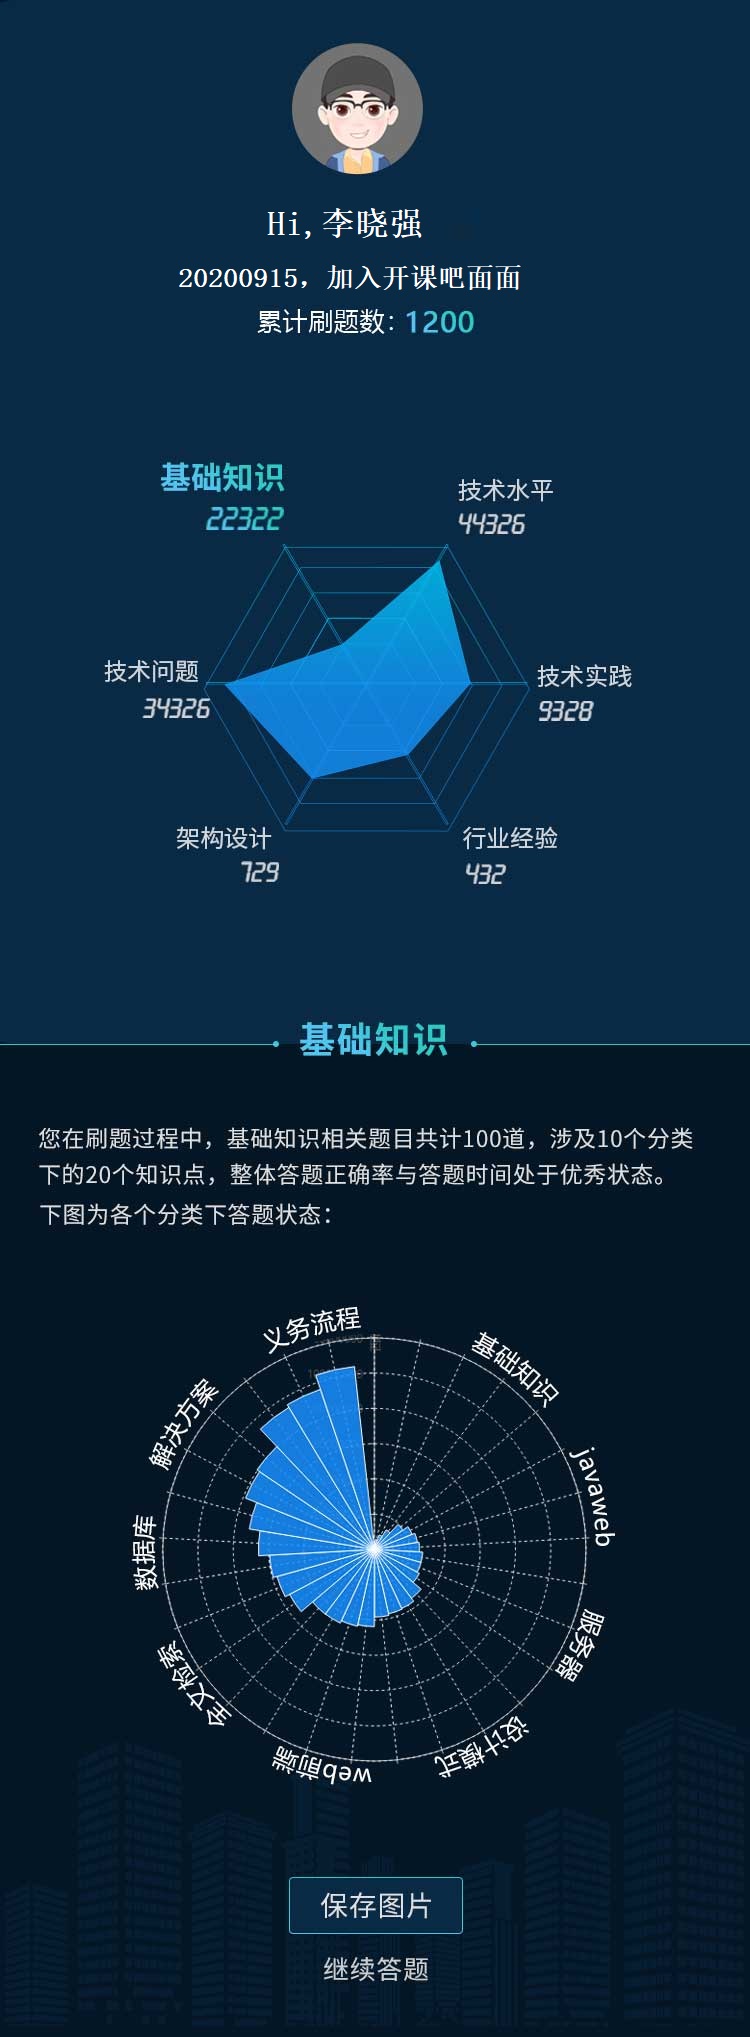 Hi,李晓强
20200915，加入开课吧面面
累计刷题数：1200
基础知识
22322
技术水平
44326
技术问题
34326
技术实践
9328
架构设计
729
行业经验
432
基础知识
您在刷题过程中，基础知识相关题目共计100道，涉及10个分类
下的20个知识点，整体答题正确率与答题时间处于优秀状态。
下图为各个分类下答题状态：
义务流程
基础知识
解决方案
javaweb
数据库
服务器
全文检索
设计模式
web前端
保存图片
继续答题